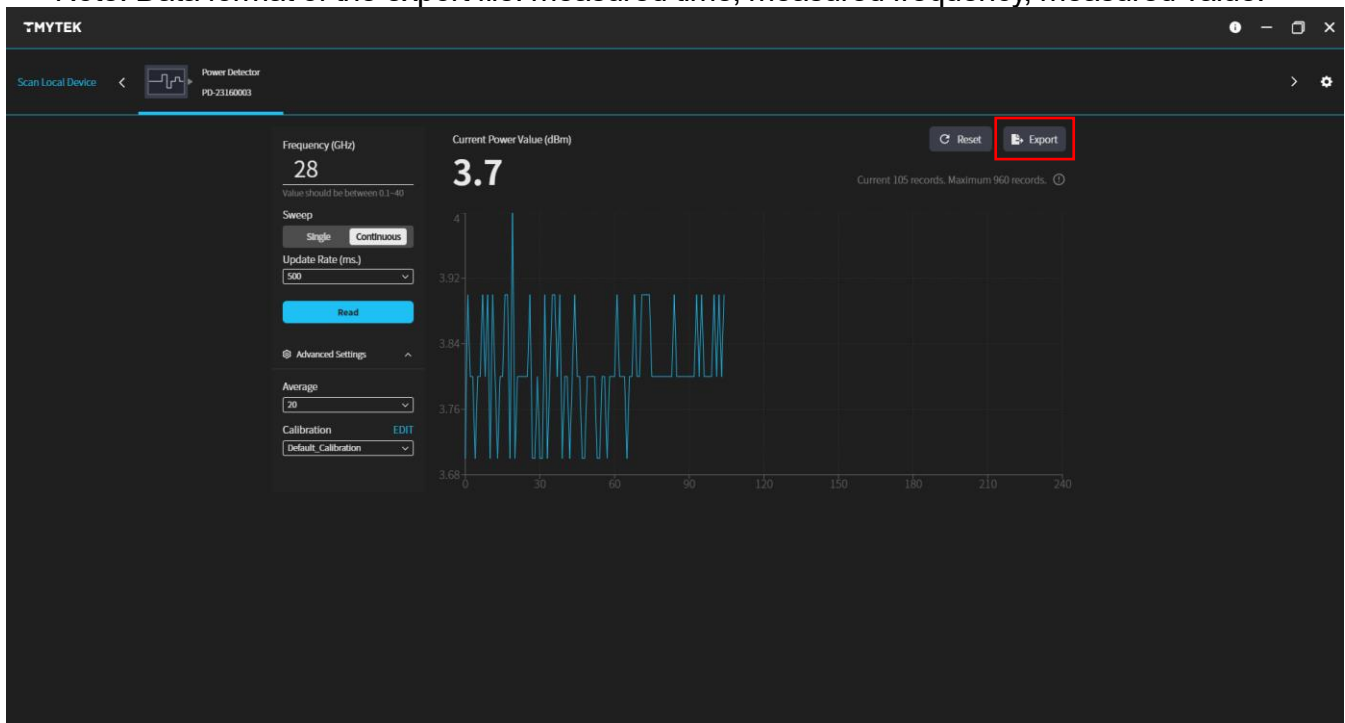 Note: Data format of the export file: measured time, measured frequency, measured value.
TMYTEK
Scan Local Device
Power Detector
PD-23160003
Frequency (GHz)
28
Value should be between 0.1~40
Sweep
Single Continuous
Update Rate (ms.)
500
Read
Advanced Settings
Average
20
Calibration EDIT
Default_Calibration
Current Power Value (dBm)
3.7
Reset Export
Current 105 records. Maximum 960 records.
4
3.92
3.84
3.76
3.68
0 30 60 90 120 150 180 210 240